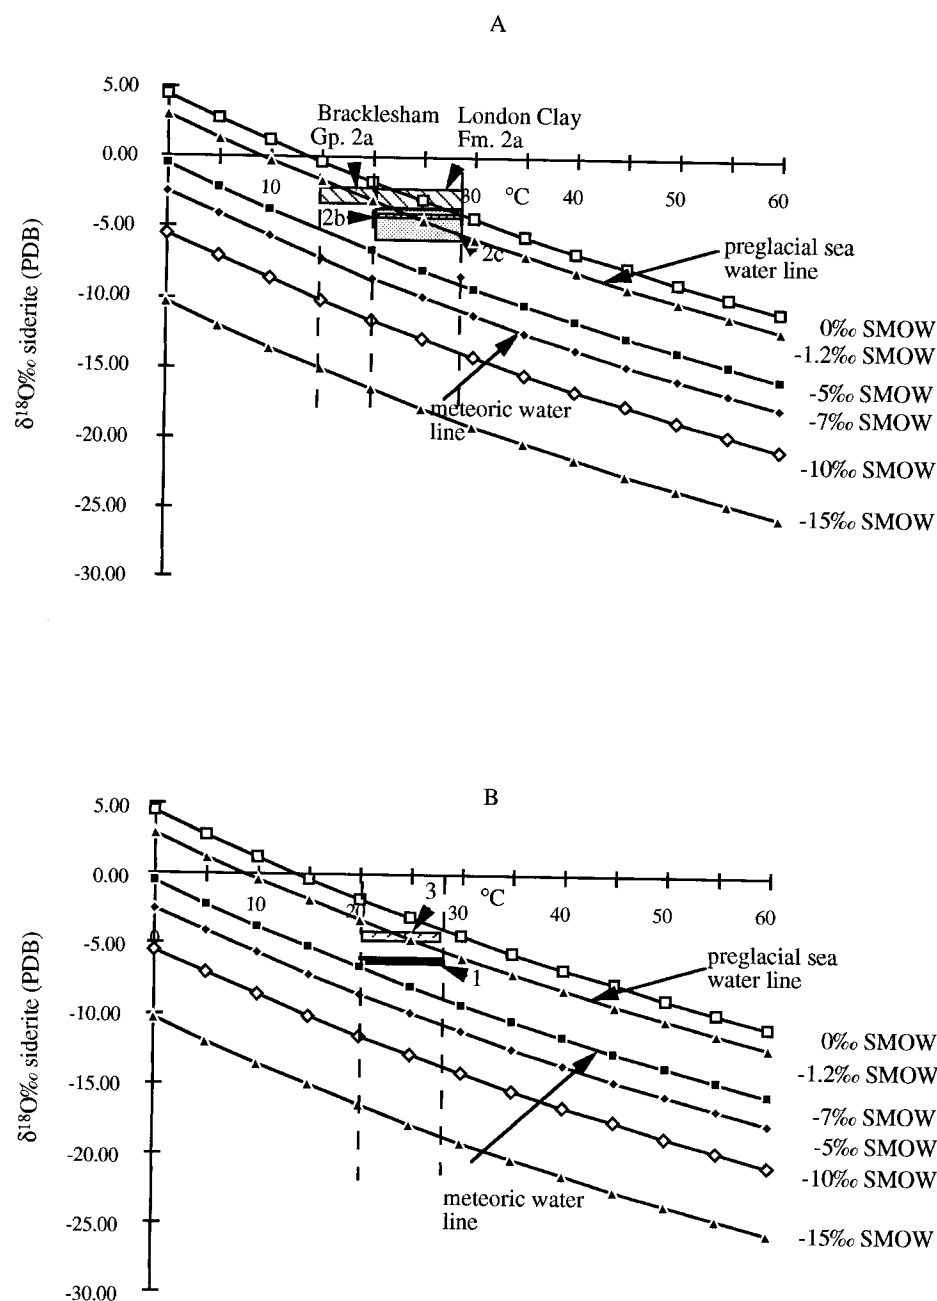 A
5.00
Bracklesham
Gp. 2a
London Clay
Fm. 2a
0.00
10
30
°C
40
50
60
2b
-5.00
2c
preglacial sea
water line
δ¹⁸O‰ siderite (PDB)
-10.00
0‰ SMOW
-1.2‰ SMOW
-15.00
-5‰ SMOW
meteoric water
line
-7‰ SMOW
-20.00
-10‰ SMOW
-25.00
-15‰ SMOW
-30.00
B
5.00
0.00
3
°C
10
20
30
40
50
60
0
-5.00
1
preglacial sea
water line
δ¹⁸O‰ siderite (PDB)
-10.00
0‰ SMOW
-1.2‰ SMOW
-15.00
-7‰ SMOW
-5‰ SMOW
-20.00
-10‰ SMOW
meteoric water
line
-25.00
-15‰ SMOW
-30.00